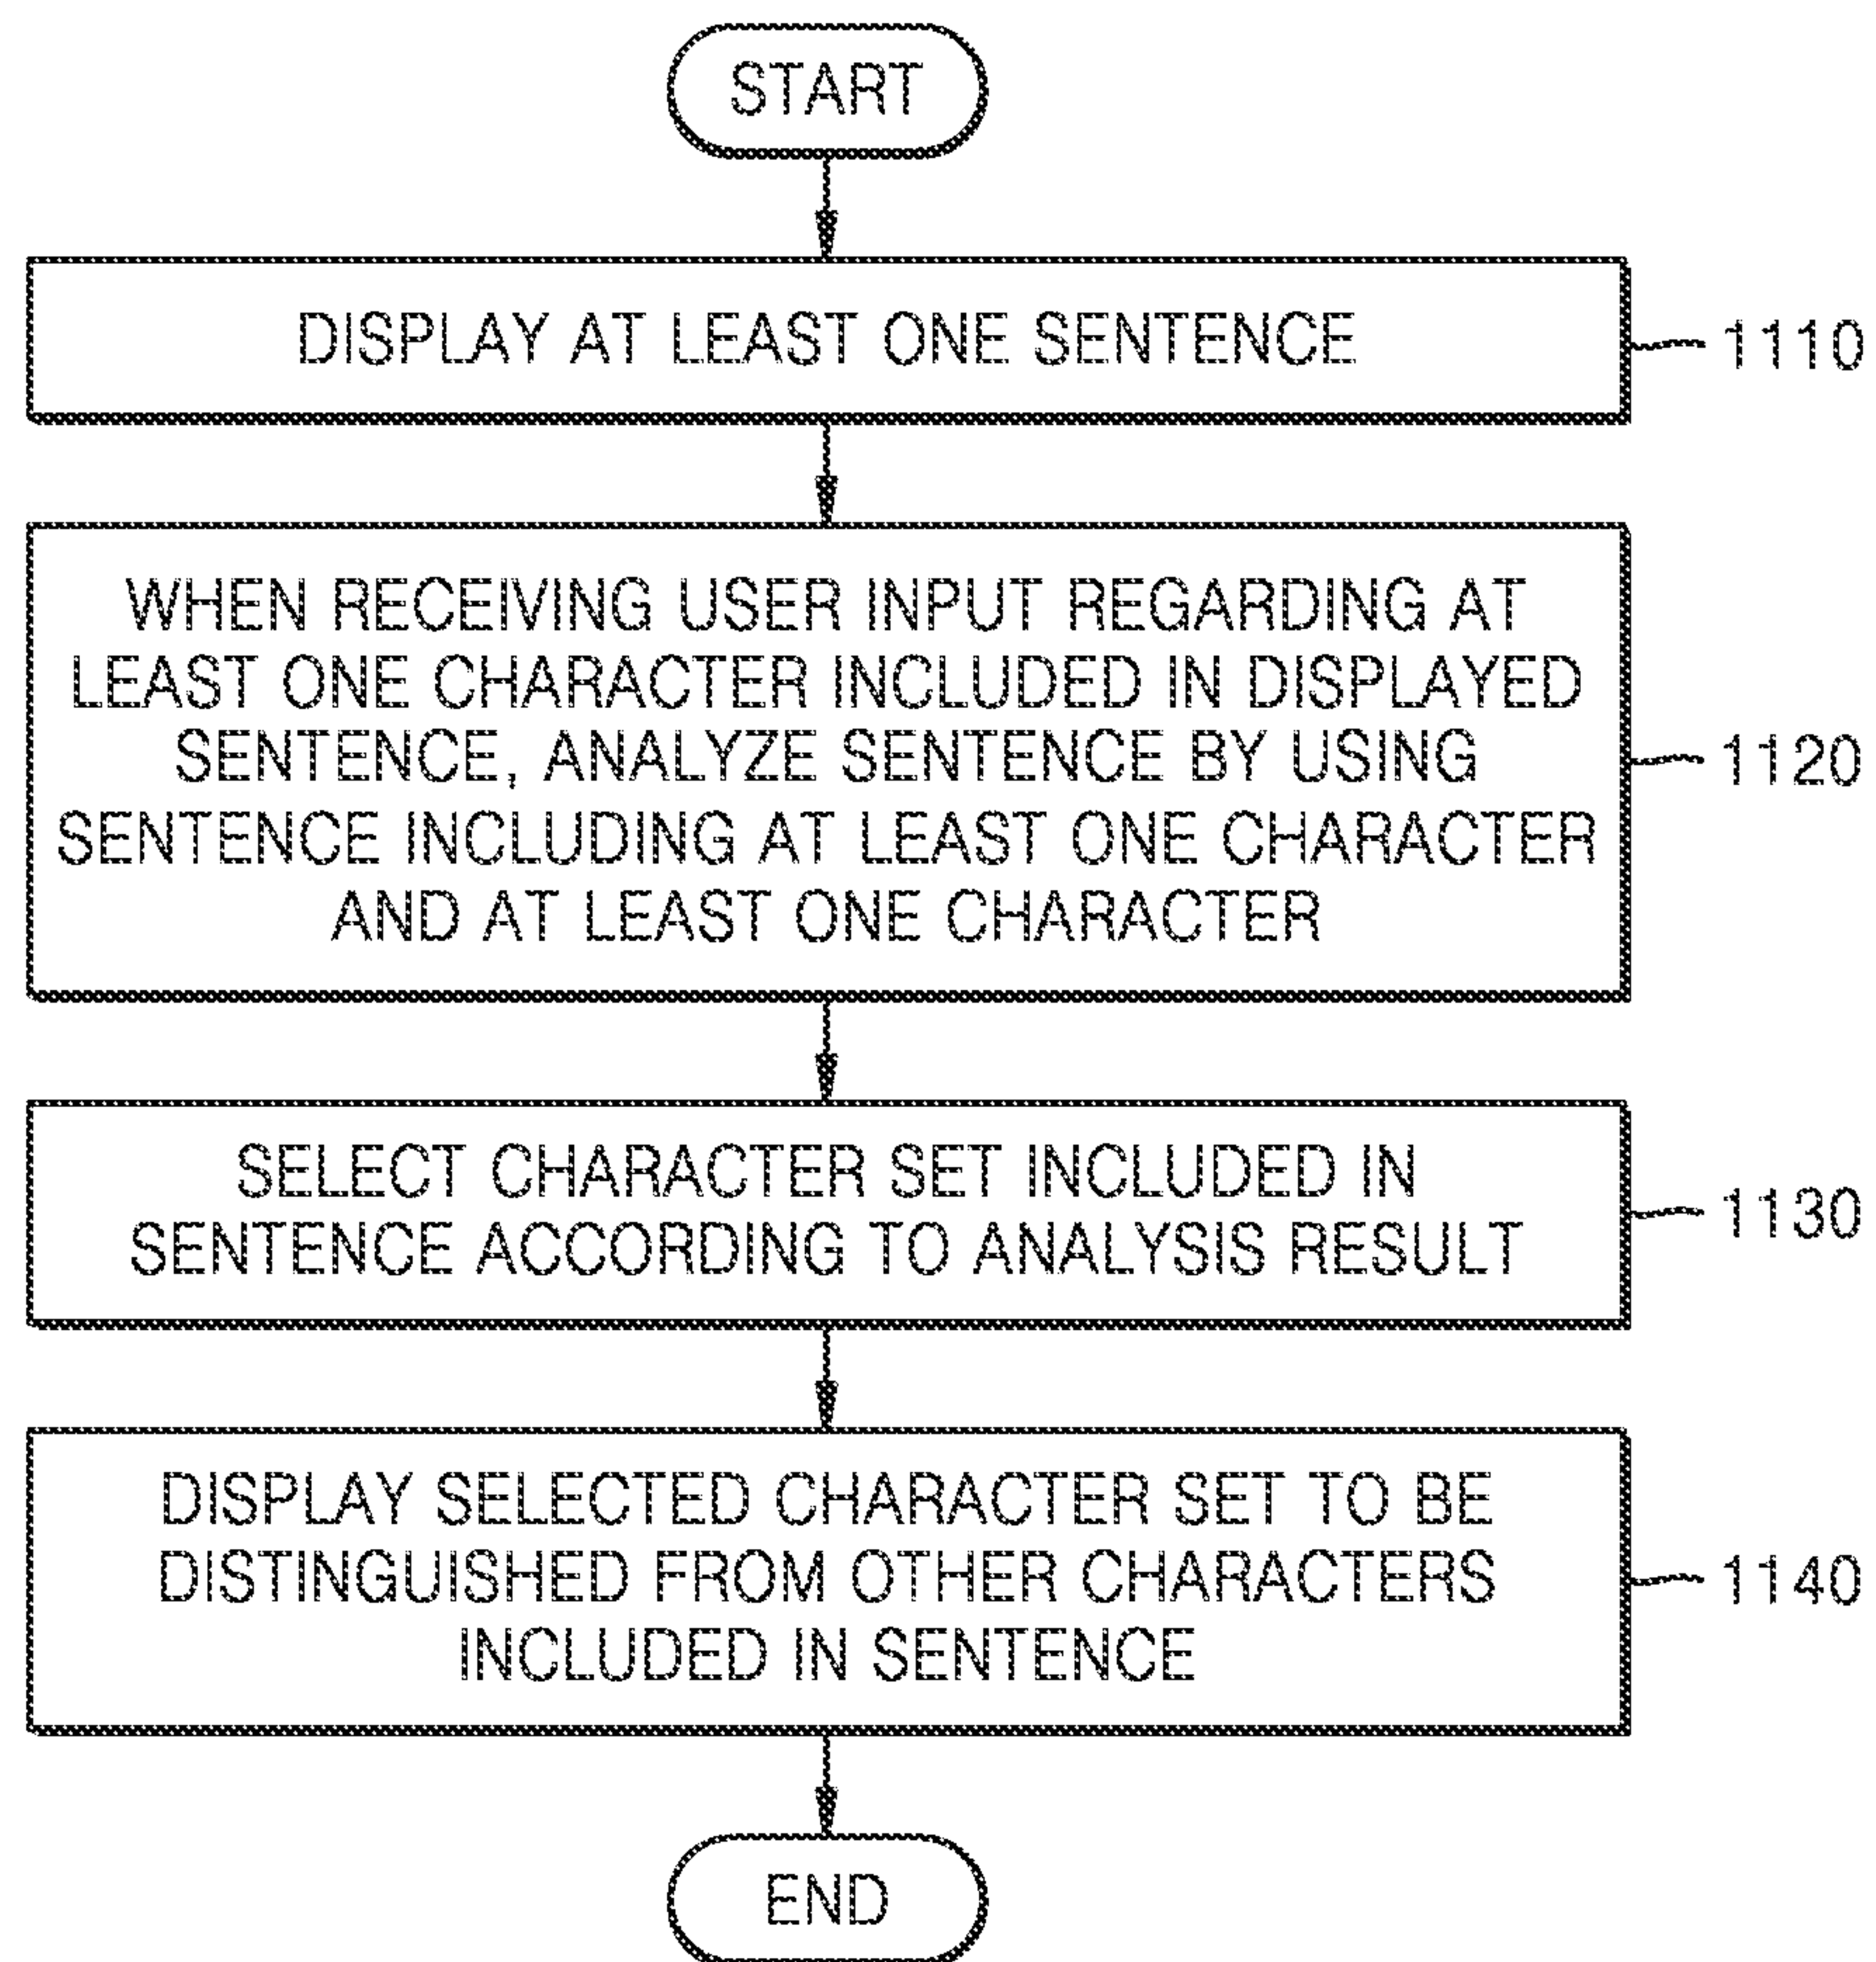 START
DISPLAY AT LEAST ONE SENTENCE
1110
WHEN RECEIVING USER INPUT REGARDING AT
LEAST ONE CHARACTER INCLUDED IN DISPLAYED
SENTENCE, ANALYZE SENTENCE BY USING
SENTENCE INCLUDING AT LEAST ONE CHARACTER
AND AT LEAST ONE CHARACTER
1120
SELECT CHARACTER SET INCLUDED IN
SENTENCE ACCORDING TO ANALYSIS RESULT
1130
DISPLAY SELECTED CHARACTER SET TO BE
DISTINGUISHED FROM OTHER CHARACTERS
INCLUDED IN SENTENCE
1140
END